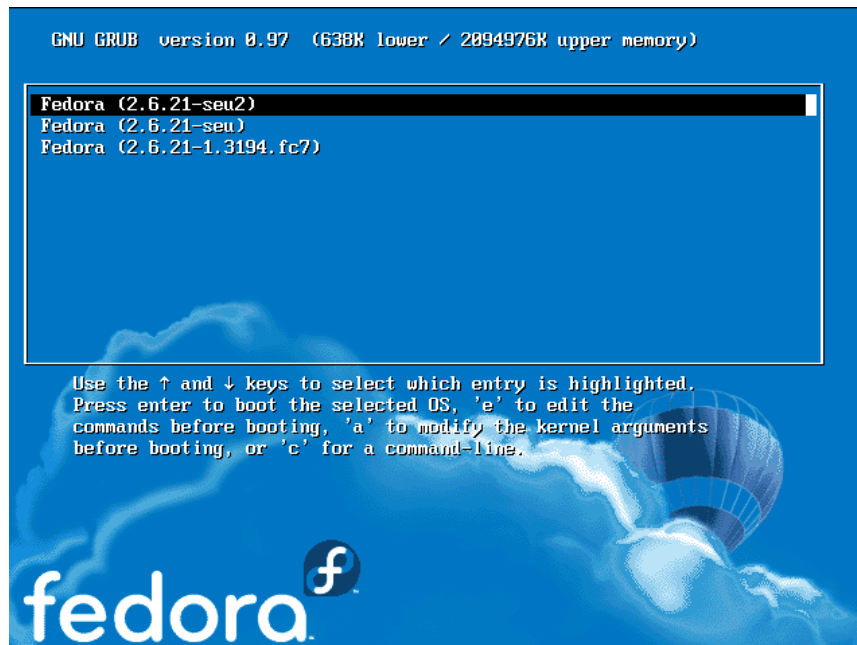 GNU GRUB  version 0.97  (638K lower / 2094976K upper memory)
Fedora (2.6.21-seu2)
Fedora (2.6.21-seu)
Fedora (2.6.21-1.3194.fc7)
Use the ↑ and ↓ keys to select which entry is highlighted.
Press enter to boot the selected OS, 'e' to edit the
commands before booting, 'a' to modify the kernel arguments
before booting, or 'c' for a command-line.
fedora